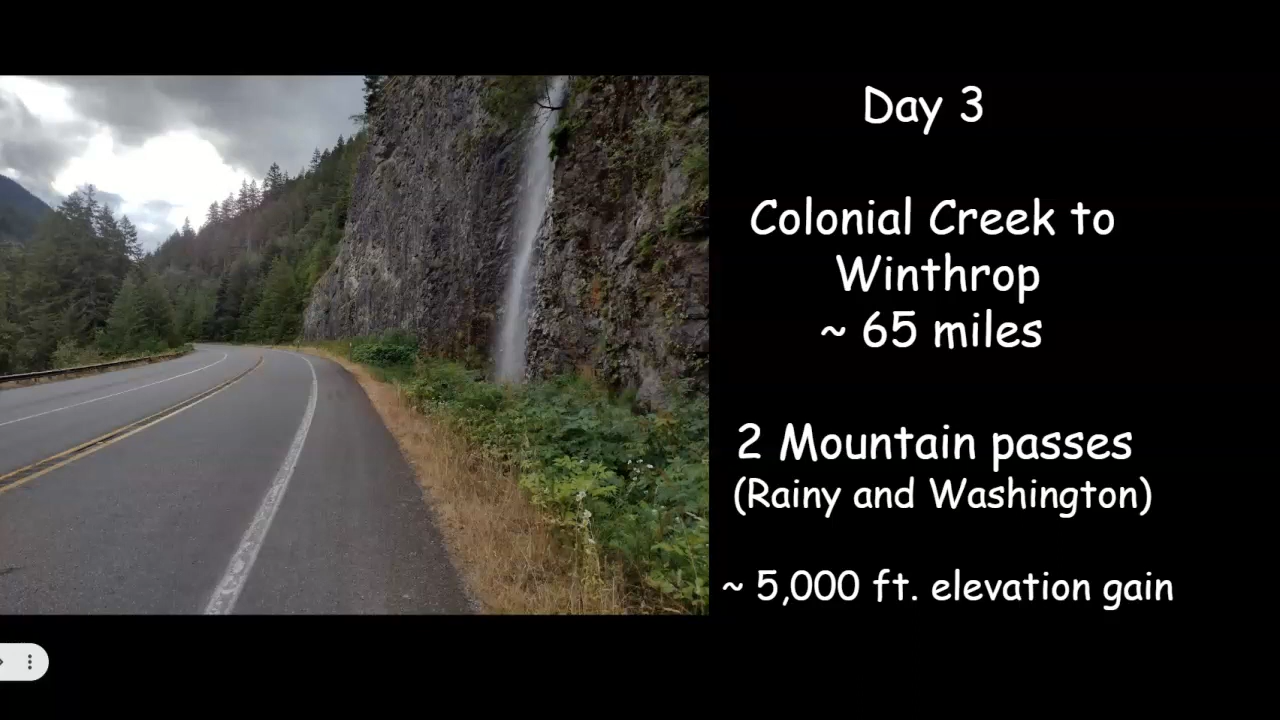 Day 3
Colonial Creek to
Winthrop
~ 65 miles
2 Mountain passes
(Rainy and Washington)
~ 5,000 ft. elevation gain